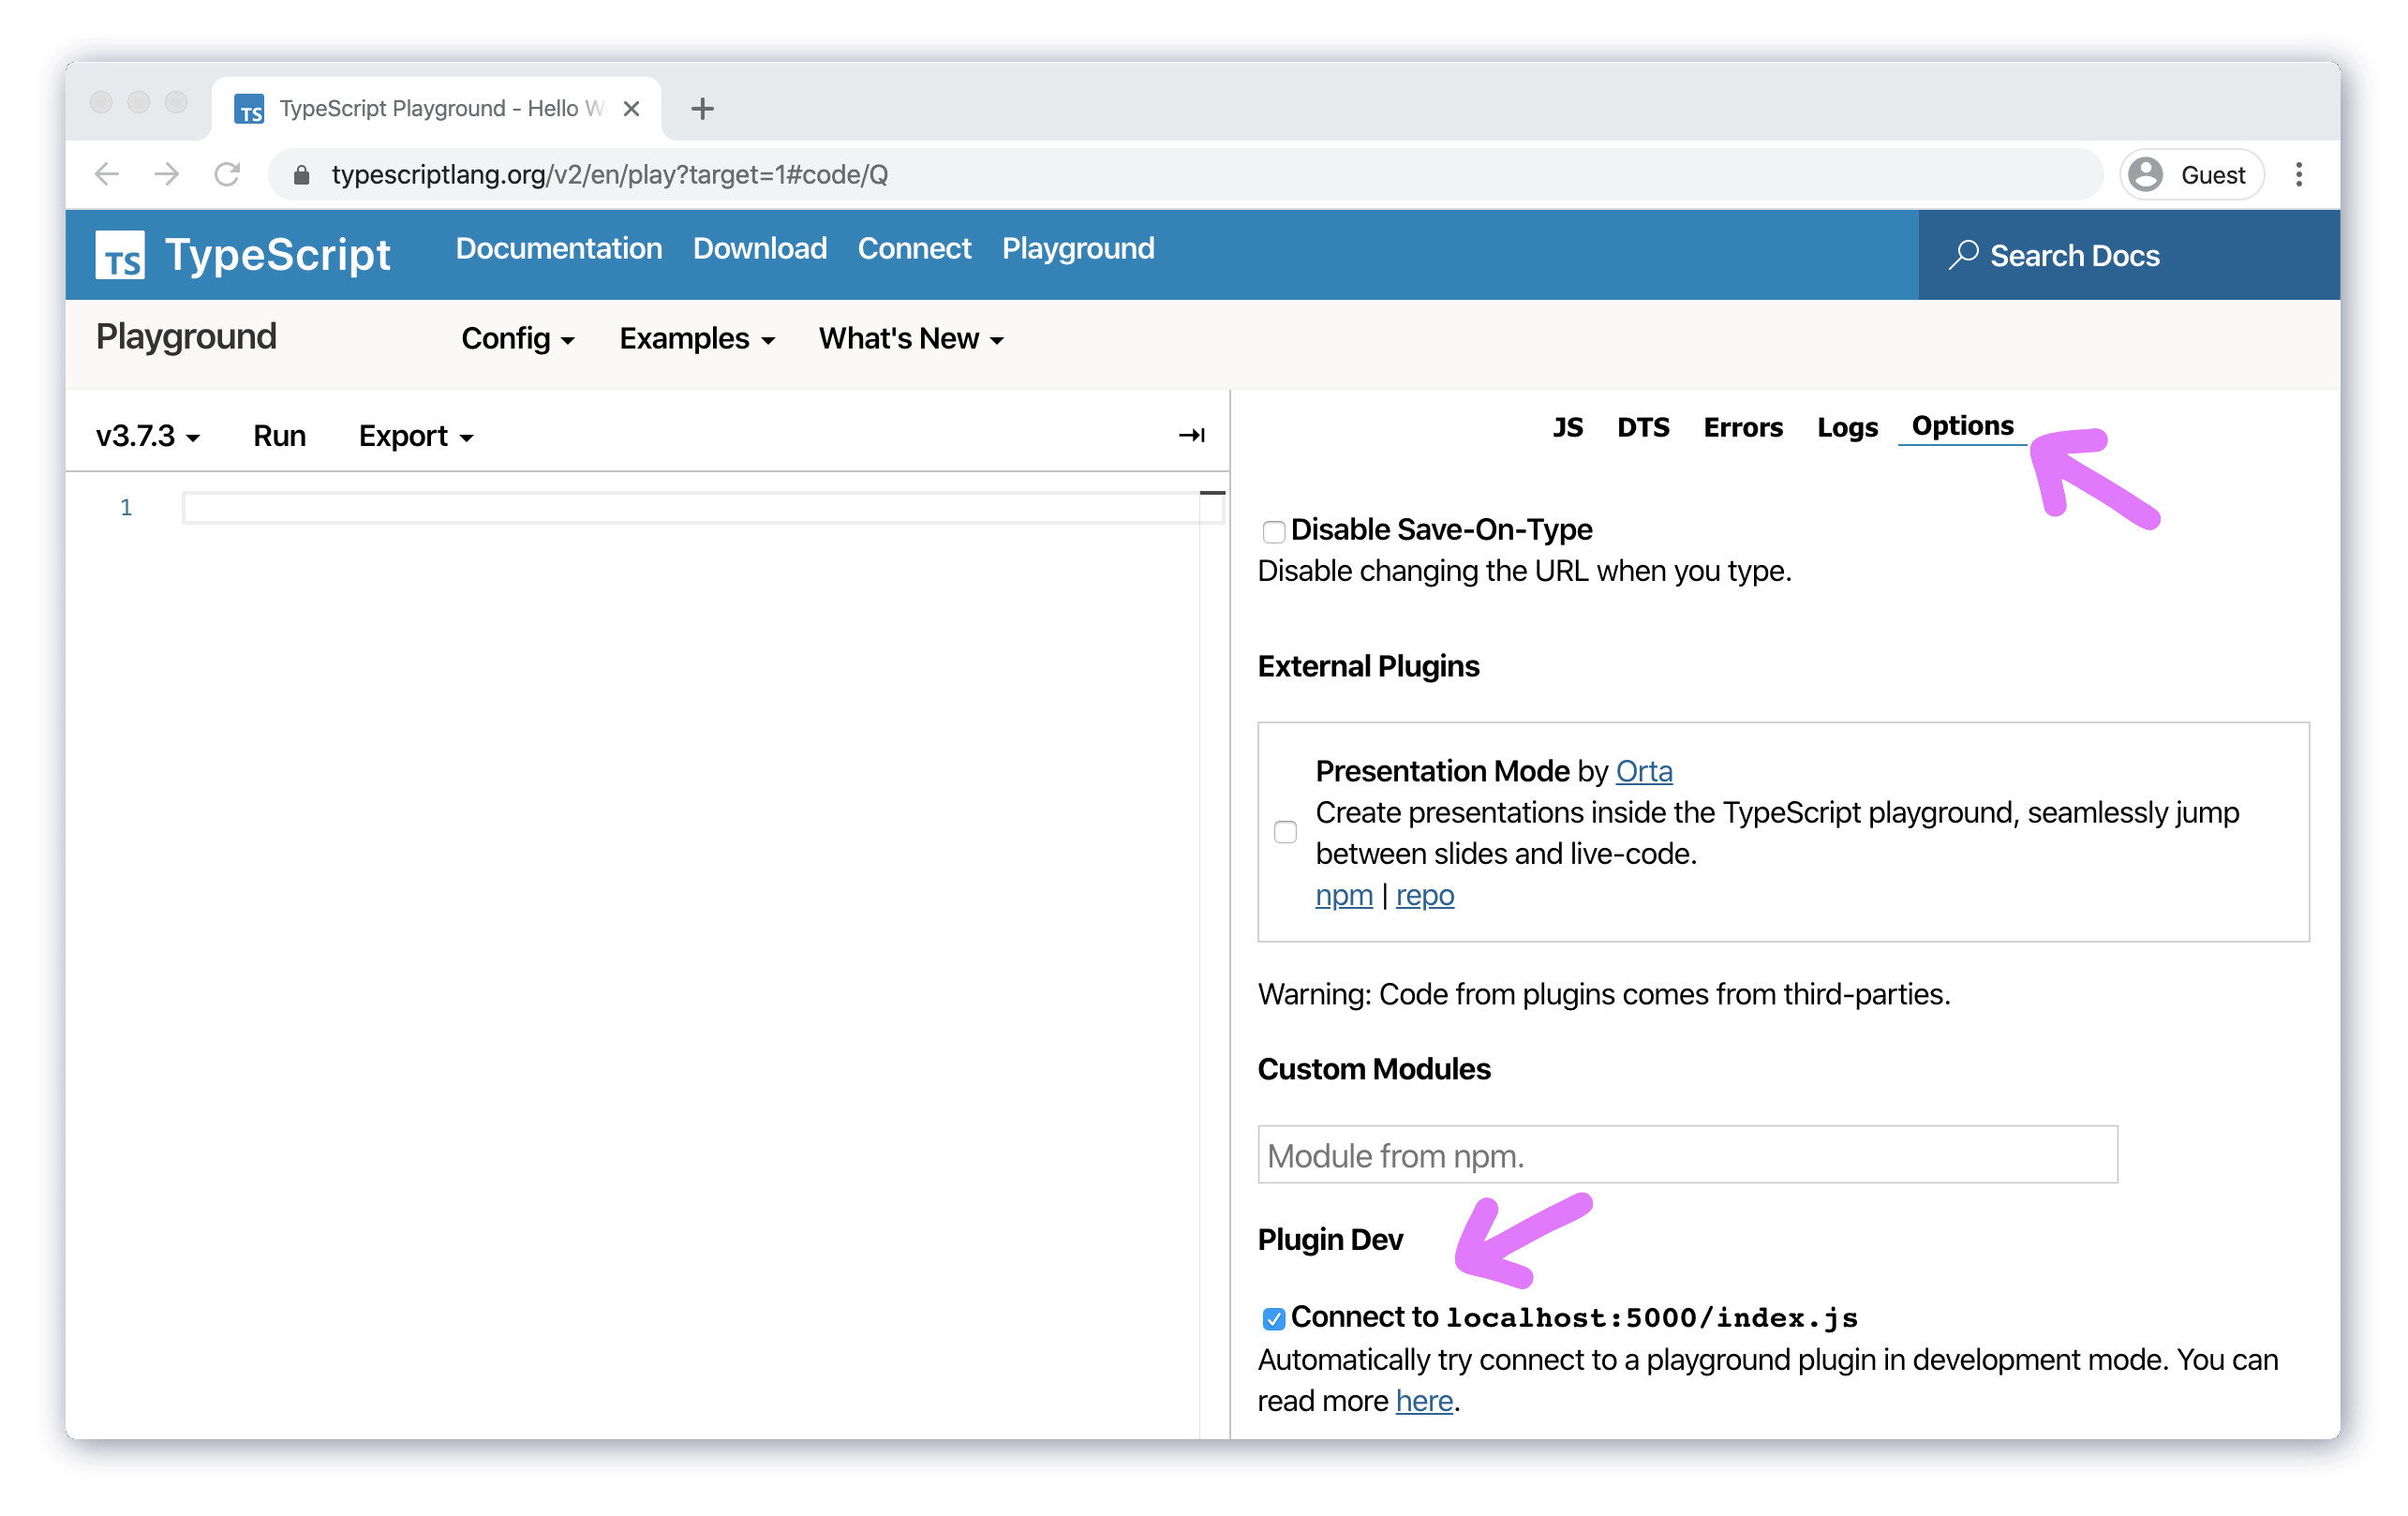 TS TypeScript Playground - Hello W
typescriptlang.org/v2/en/play?target=1#code/Q
Guest
TS TypeScript Documentation Download Connect Playground Search Docs
Playground Config Examples What's New
v3.7.3 Run Export
JS DTS Errors Logs Options
1
Disable Save-On-Type
Disable changing the URL when you type.
External Plugins
Presentation Mode by Orta
Create presentations inside the TypeScript playground, seamlessly jump
between slides and live-code.
npm | repo
Warning: Code from plugins comes from third-parties.
Custom Modules
Module from npm.
Plugin Dev
Connect to localhost:5000/index.js
Automatically try connect to a playground plugin in development mode. You can
read more here.